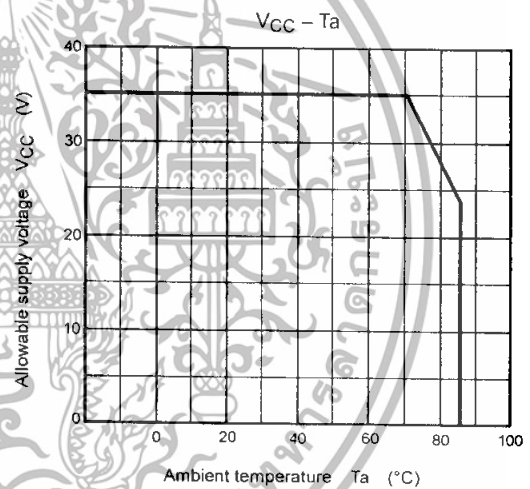 VCC – Ta
Allowable supply voltage VCC (V)
40
30
20
10
0
0 20 40 60 80 100
Ambient temperature Ta (°C)